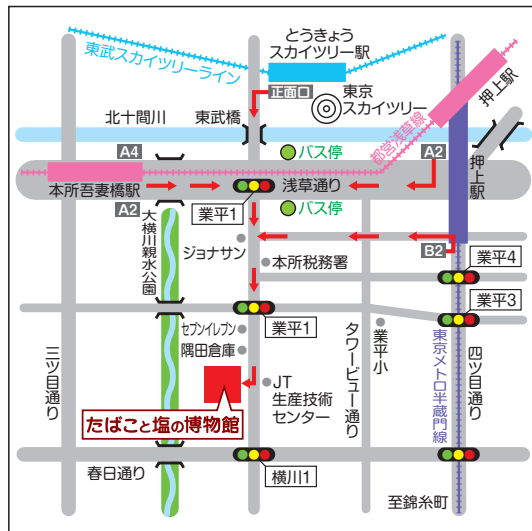 とうきょう
スカイツリー駅
東武スカイツリーライン
正面口
東京
スカイツリー
押上駅
北十間川
東武橋
都営浅草線
A4
バス停
A2
押上駅
本所吾妻橋駅
浅草通り
A2
業平1
バス停
大横川親水公園
ジョナサン
B2
本所税務署
業平4
業平3
業平1
セブンイレブン
隅田倉庫
業平小
三ツ目通り
タワービュー通り
東京メトロ半蔵門線
四ツ目通り
JT
生産技術
センター
たばこと塩の博物館
春日通り
横川1
至錦糸町